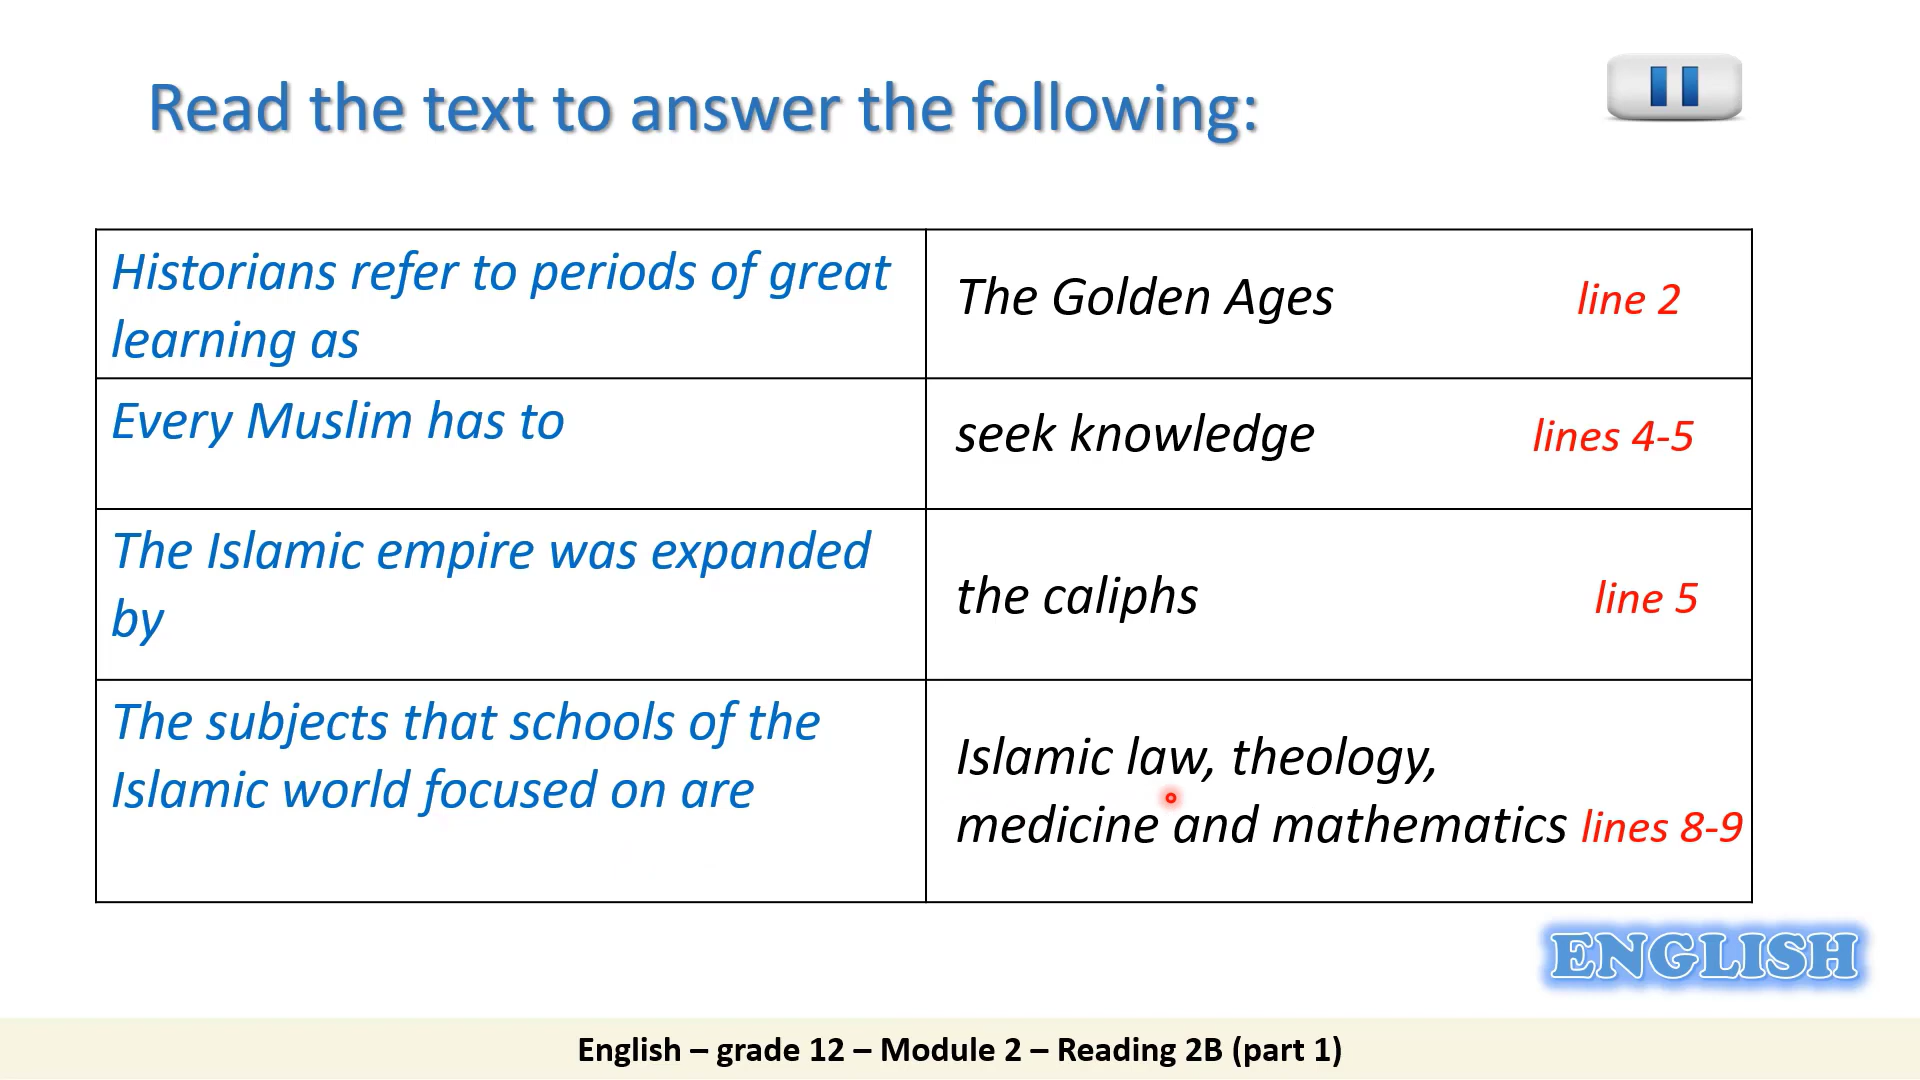 Read the text to answer the following:
Historians refer to periods of great
learning as
The Golden Ages line 2
Every Muslim has to
seek knowledge lines 4-5
The Islamic empire was expanded
by
the caliphs line 5
The subjects that schools of the
Islamic world focused on are
Islamic law, theology,
medicine and mathematics lines 8-9
ENGLISH
English – grade 12 – Module 2 – Reading 2B (part 1)